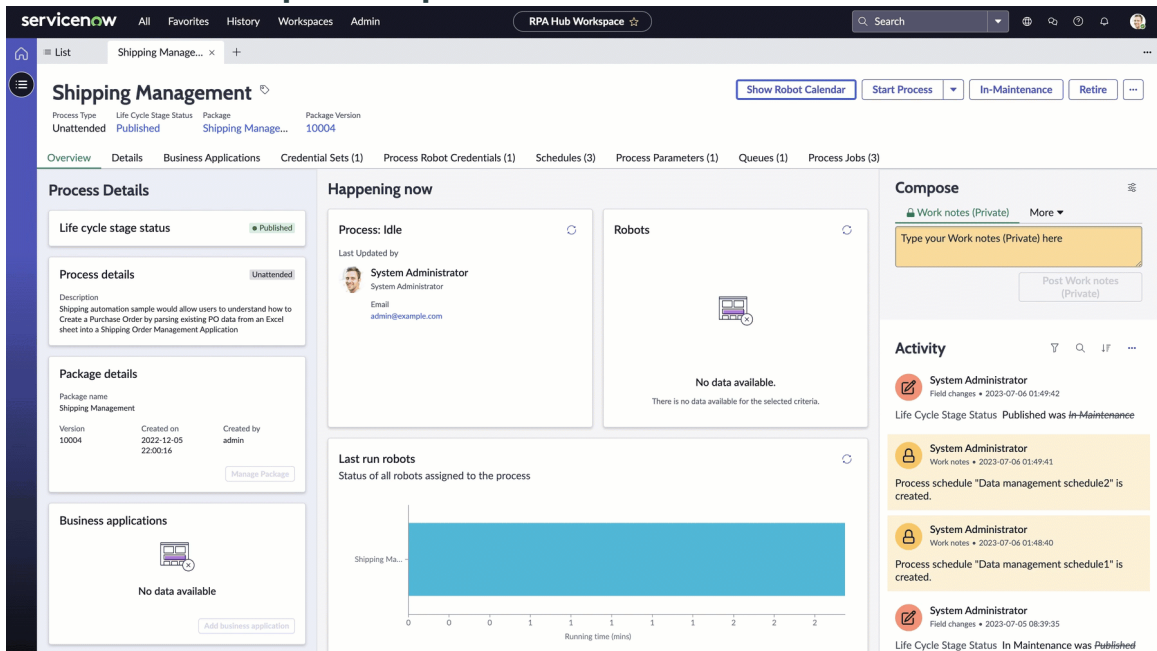 servicenow
All
Favorites
History
Workspaces
Admin
RPA Hub Workspace ☆
Search
List
Shipping Manage... ×
+
Shipping Management
Show Robot Calendar
Start Process
In-Maintenance
Retire
Process Type
Unattended
Life Cycle Stage Status
Published
Package
Shipping Manage...
Package Version
10004
Overview
Details
Business Applications
Credential Sets (1)
Process Robot Credentials (1)
Schedules (3)
Process Parameters (1)
Queues (1)
Process Jobs (3)
Process Details
Life cycle stage status
Published
Process details
Unattended
Description
Shipping automation sample would allow users to understand how to
Create a Purchase Order by parsing existing PO data from an Excel
sheet into a Shipping Order Management Application
Package details
Package name
Shipping Management
Version
10004
Created on
2022-12-05
22:00:16
Created by
admin
Manage Package
Business applications
No data available
Add business application
Happening now
Process: Idle
Last Updated by
System Administrator
System Administrator
Email
admin@example.com
Robots
No data available.
There is no data available for the selected criteria.
Last run robots
Status of all robots assigned to the process
Shipping Ma...
0 0 0 1 1 1 1 1 2 2 2
Running time (mins)
Compose
Work notes (Private)
More
Type your Work notes (Private) here
Post Work notes
(Private)
Activity
System Administrator
Field changes • 2023-07-06 01:49:42
Life Cycle Stage Status Published was In Maintenance
System Administrator
Work notes • 2023-07-06 01:49:41
Process schedule "Data management schedule2" is
created.
System Administrator
Work notes • 2023-07-06 01:48:40
Process schedule "Data management schedule1" is
created.
System Administrator
Field changes • 2023-07-05 08:39:35
Life Cycle Stage Status In Maintenance was Published